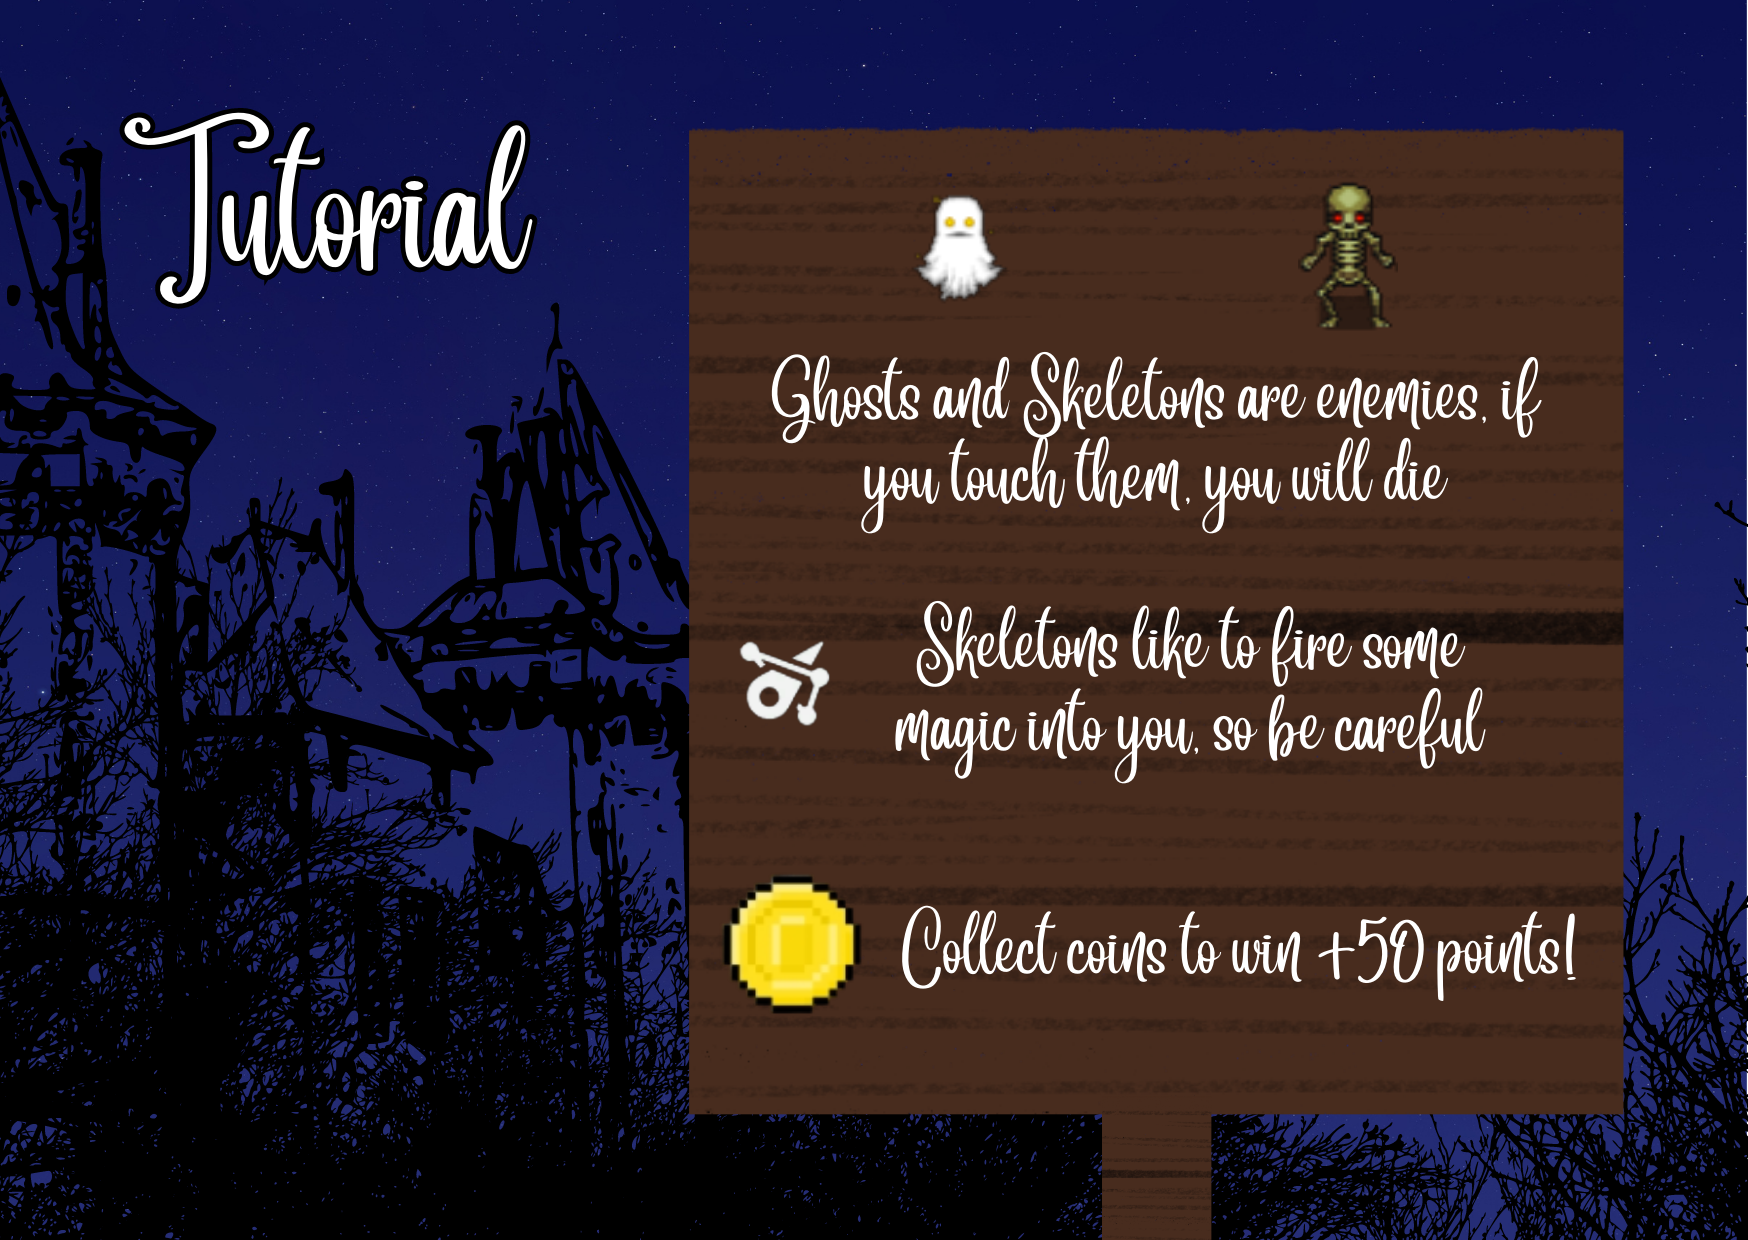 Tutorial
Ghosts and Skeletons are enemies, if
you touch them, you will die
Skeletons like to fire some
magic into you, so be careful
Collect coins to win +50 points!